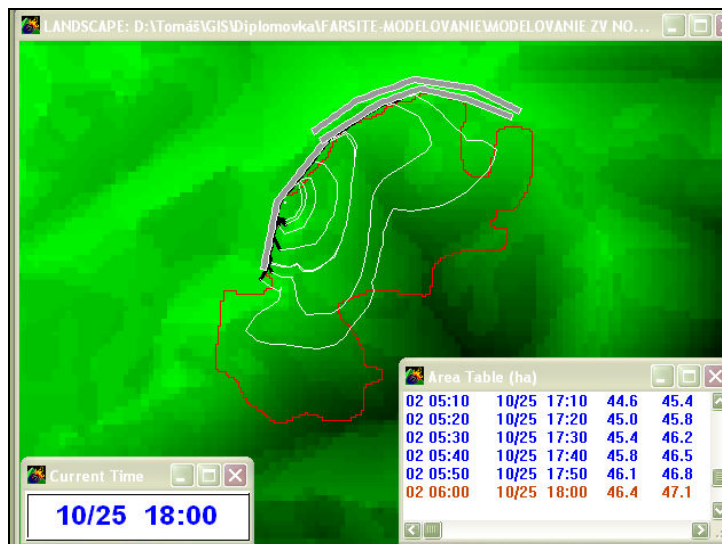 LANDSCAPE: D:\Tomáš\GIS\Diplomovka\FARSITE-MODELOVANIE\MODELOVANIE ZV NO...
Area Table (ha)
02 05:10 10/25 17:10 44.6 45.4
02 05:20 10/25 17:20 45.0 45.8
02 05:30 10/25 17:30 45.4 46.2
02 05:40 10/25 17:40 45.8 46.5
02 05:50 10/25 17:50 46.1 46.8
02 06:00 10/25 18:00 46.4 47.1
Current Time
10/25 18:00